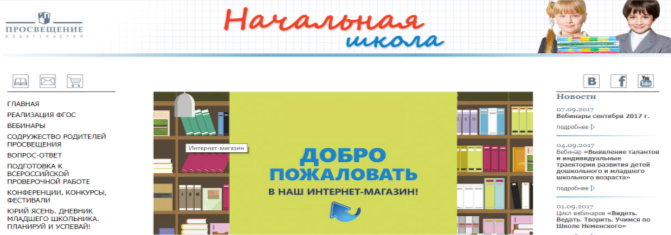 ПРОСВЕЩЕНИЕ
ИЗДАТЕЛЬСТВО
Начальная
школа
ГЛАВНАЯ
РЕАЛИЗАЦИЯ ФГОС
ВЕБИНАРЫ
СОДРУЖЕСТВО РОДИТЕЛЕЙ
ПРОСВЕЩЕНИЯ
ВОПРОС-ОТВЕТ
ПОДГОТОВКА К
ВСЕРОССИЙСКОЙ
ПРОВЕРОЧНОЙ РАБОТЕ
КОНФЕРЕНЦИИ, КОНКУРСЫ,
ФЕСТИВАЛИ
ЮРИЙ ЯСЕНЬ. ДНЕВНИК
МЛАДШЕГО ШКОЛЬНИКА.
ПЛАНИРУЙ И УСПЕВАЙ!
Интернет-магазин
ДОБРО
ПОЖАЛОВАТЬ
В НАШ ИНТЕРНЕТ-МАГАЗИН!
В f You Tube
Новости
07.09.2017
Вебинары сентября 2017 г.
подробнее
04.09.2017
Вебинар «Выявление талантов
и индивидуальные
траектории развития детей
дошкольного и младшего
школьного возраста»
подробнее
01.09.2017
Цикл вебинаров «Видеть.
Ведать. Творить. Учимся по
Школе Неменского»
подробнее